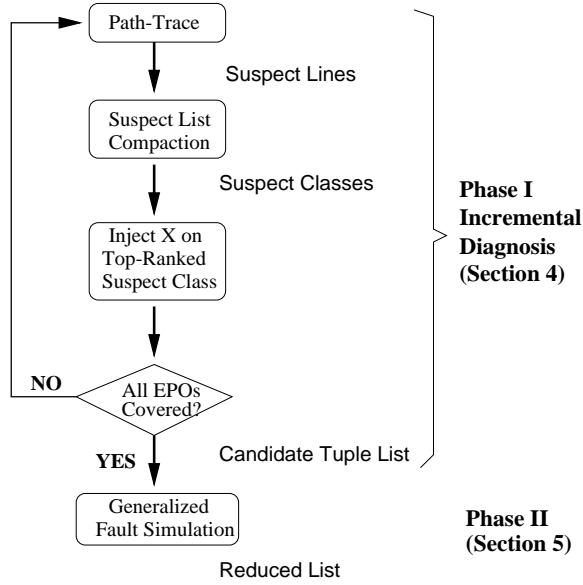 Path-Trace
Suspect Lines
Suspect List
Compaction
Suspect Classes
Inject X on
Top-Ranked
Suspect Class
Phase I
Incremental
Diagnosis
(Section 4)
NO
All EPOs
Covered?
YES
Candidate Tuple List
Generalized
Fault Simulation
Phase II
(Section 5)
Reduced List